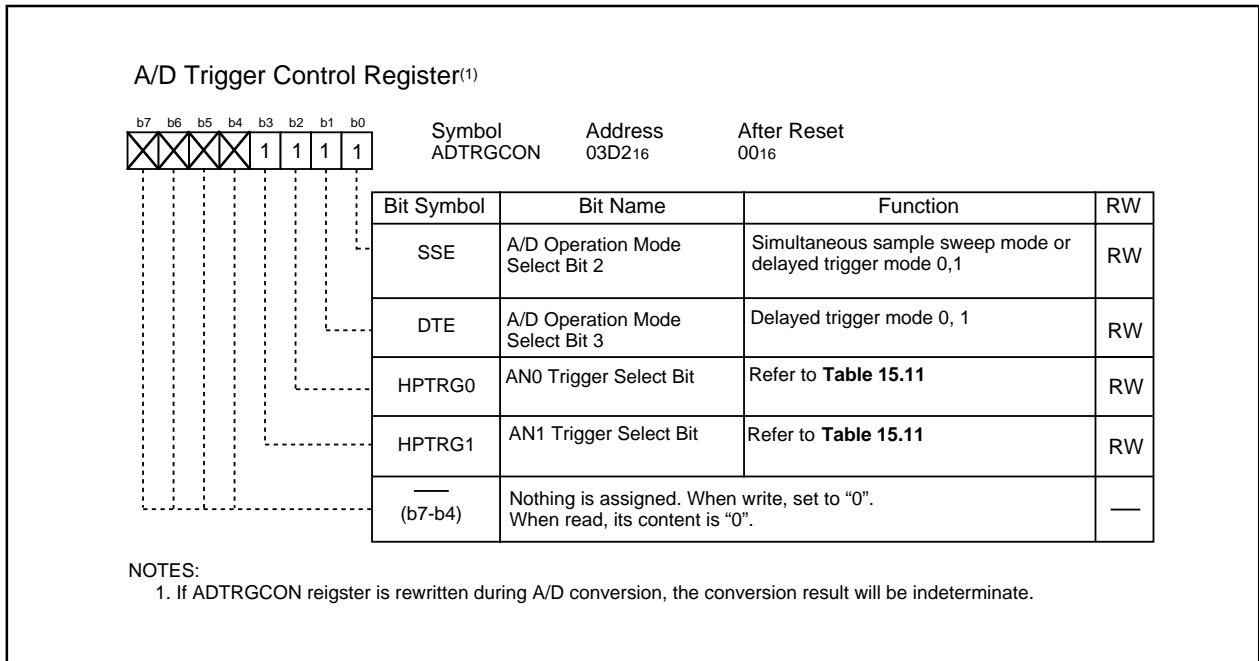 A/D Trigger Control Register(1)
b7 b6 b5 b4 b3 b2 b1 b0
1 1 1 1
Symbol Address After Reset
ADTRGCON 03D216 0016
Bit Symbol Bit Name Function RW
SSE A/D Operation Mode Select Bit 2 Simultaneous sample sweep mode or delayed trigger mode 0,1 RW
DTE A/D Operation Mode Select Bit 3 Delayed trigger mode 0, 1 RW
HPTRG0 AN0 Trigger Select Bit Refer to Table 15.11 RW
HPTRG1 AN1 Trigger Select Bit Refer to Table 15.11 RW
(b7-b4) Nothing is assigned. When write, set to “0”.
When read, its content is “0”. —
NOTES:
1. If ADTRGCON reigster is rewritten during A/D conversion, the conversion result will be indeterminate.